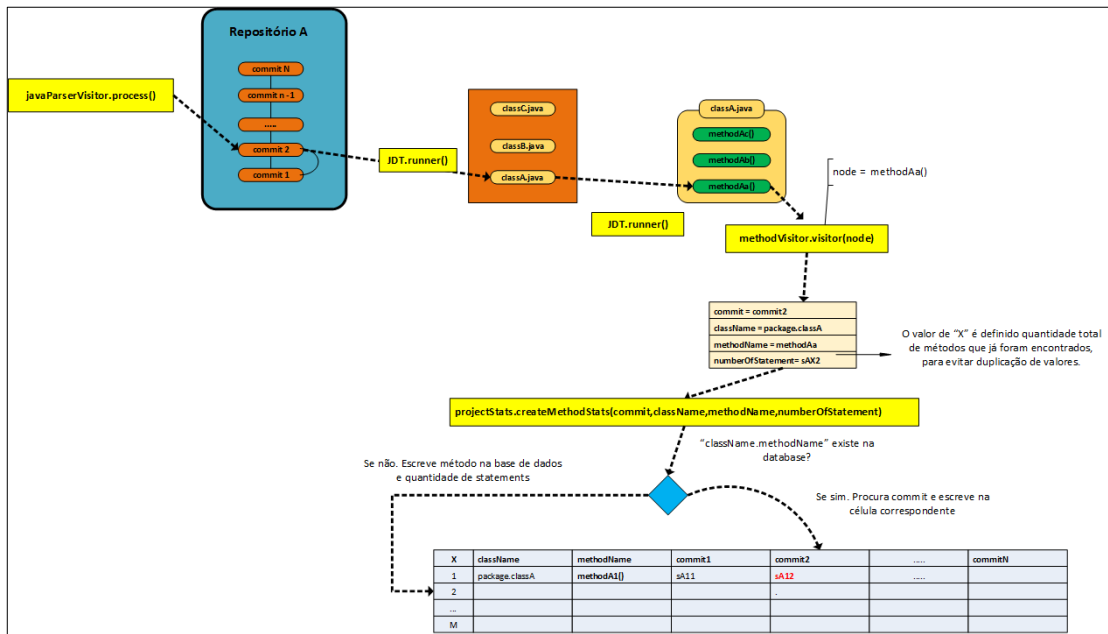 Repositório A
commit N
commit n -1
.....
commit 2
commit 1
javaParserVisitor.process()
JDT.runner()
classC.java
classB.java
classA.java
classA.java
methodAc()
methodAb()
methodAa()
node = methodAa()
JDT.runner()
methodVisitor.visitor(node)
commit = commit2
className = package.classA
methodName = methodAa
numberOfStatement= sAX2
O valor de “X” é definido quantidade total
de métodos que já foram encontrados,
para evitar duplicação de valores.
projectStats.createMethodStats(commit,className,methodName,numberOfStatement)
“className.methodName” existe na
database?
Se não. Escreve método na base de dados
e quantidade de statements
Se sim. Procura commit e escreve na
célula correspondente
X className methodName commit1 commit2 ..... commitN
1 package.classA methodA1() sA11 sA12 .....
2 .
...
M